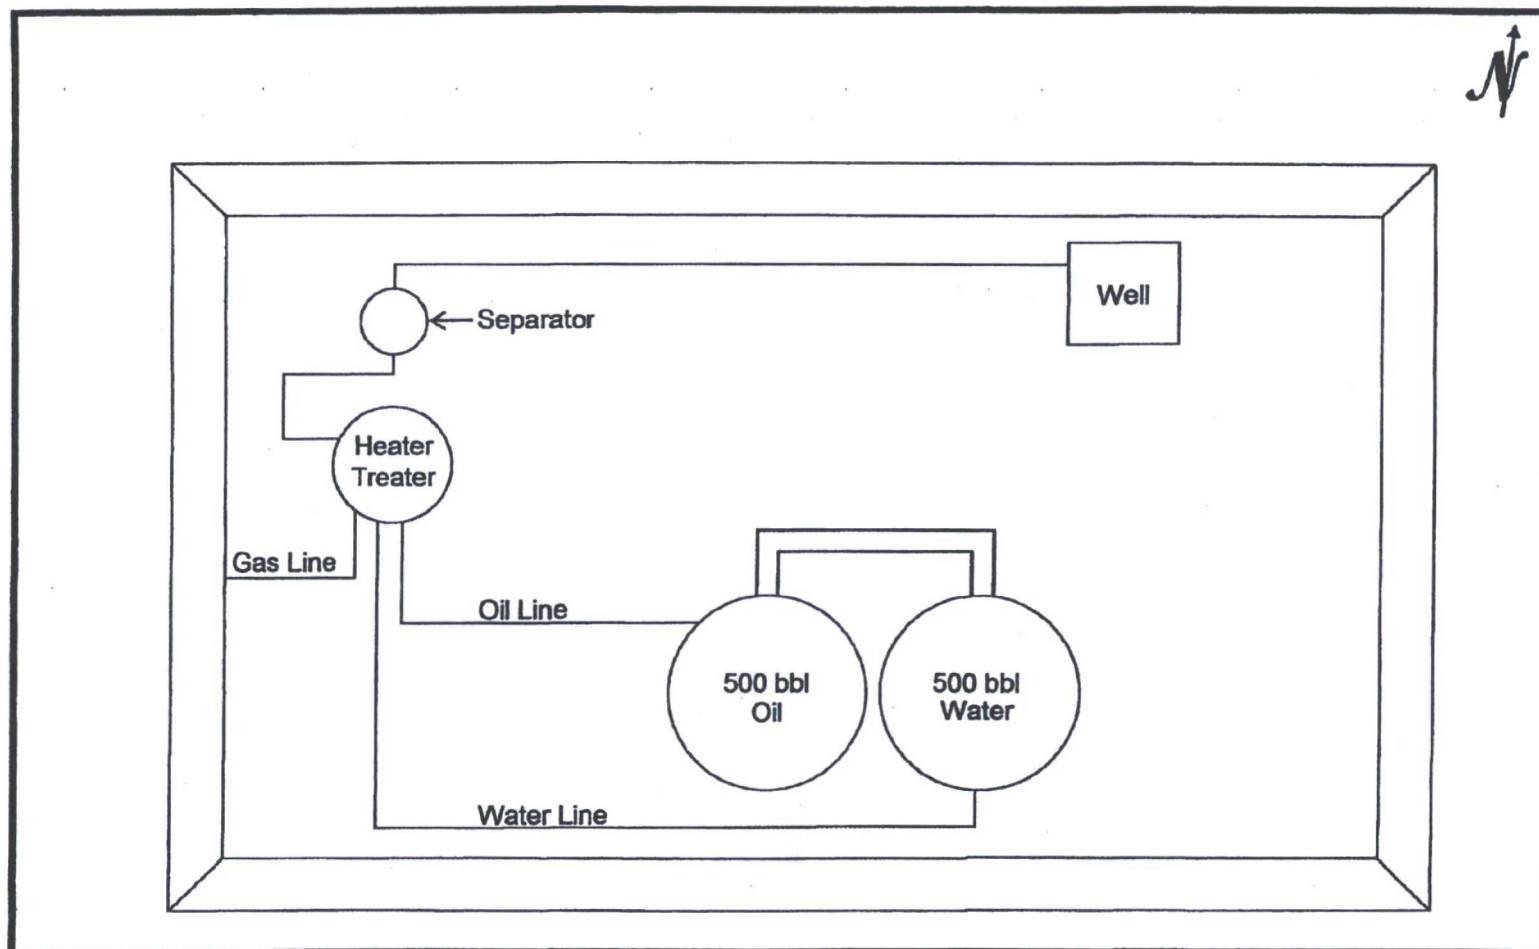 N
Well
Separator
Heater
Treater
Gas Line
Oil Line
500 bbl
Oil
500 bbl
Water
Water Line